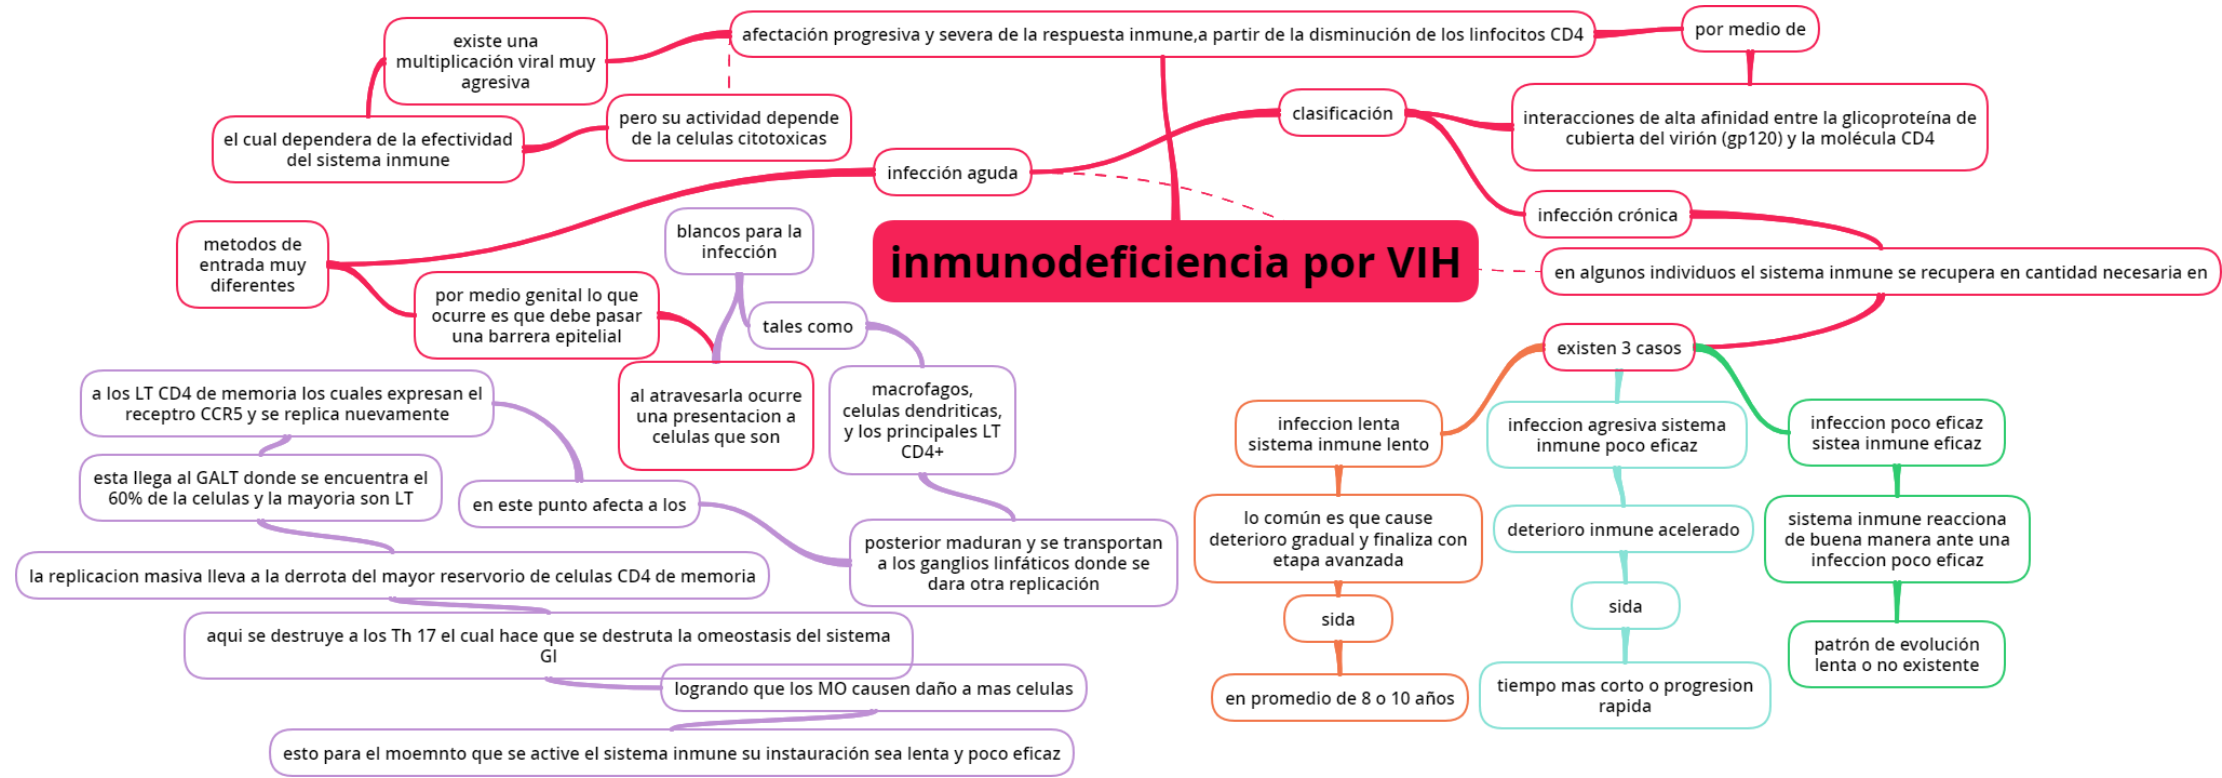 existe una
multiplicación viral muy
agresiva
afectación progresiva y severa de la respuesta inmune,a partir de la disminución de los linfocitos CD4
por medio de
el cual dependera de la efectividad
del sistema inmune
pero su actividad depende
de la celulas citotoxicas
clasificación
interacciones de alta afinidad entre la glicoproteína de
cubierta del virión (gp120) y la molécula CD4
infección aguda
infección crónica
metodos de
entrada muy
diferentes
blancos para la
infección
inmunodeficiencia por VIH
en algunos individuos el sistema inmune se recupera en cantidad necesaria en
por medio genital lo que
ocurre es que debe pasar
una barrera epitelial
tales como
existen 3 casos
a los LT CD4 de memoria los cuales expresan el
receptro CCR5 y se replica nuevamente
al atravesarla ocurre
una presentacion a
celulas que son
macrofagos,
celulas dendriticas,
y los principales LT
CD4+
infeccion lenta
sistema inmune lento
infeccion agresiva sistema
inmune poco eficaz
infeccion poco eficaz
sistea inmune eficaz
esta llega al GALT donde se encuentra el
60% de la celulas y la mayoria son LT
en este punto afecta a los
posterior maduran y se transportan
a los ganglios linfáticos donde se
dara otra replicación
lo común es que cause
deterioro gradual y finaliza con
etapa avanzada
deterioro inmune acelerado
sistema inmune reacciona
de buena manera ante una
infeccion poco eficaz
la replicacion masiva lleva a la derrota del mayor reservorio de celulas CD4 de memoria
sida
sida
aqui se destruye a los Th 17 el cual hace que se destruta la omeostasis del sistema
GI
patrón de evolución
lenta o no existente
logrando que los MO causen daño a mas celulas
en promedio de 8 o 10 años
tiempo mas corto o progresion
rapida
esto para el moemnto que se active el sistema inmune su instauración sea lenta y poco eficaz